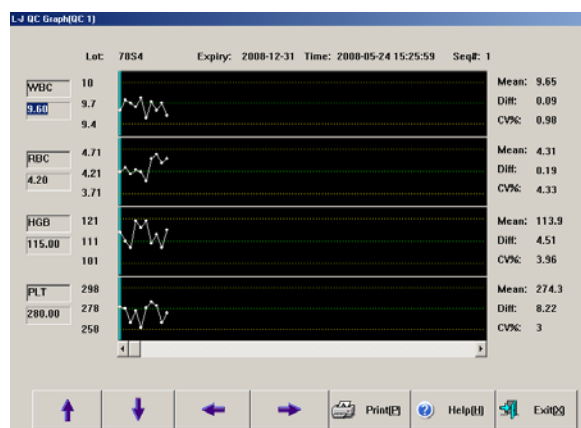 L-J QC Graph(QC 1)
Lot: 78S4 Expiry: 2008-12-31 Time: 2008-05-24 15:25:59 Seq#: 1
WBC 10 Mean: 9.65
9.60 9.7 Diff: 0.09
9.4 CV%: 0.98
RBC 4.71 Mean: 4.31
4.20 4.21 Diff: 0.19
3.71 CV%: 4.33
HGB 121 Mean: 113.9
115.00 111 Diff: 4.51
101 CV%: 3.96
PLT 298 Mean: 274.3
280.00 278 Diff: 8.22
258 CV%: 3
Print(P) Help(H) Exit(X)